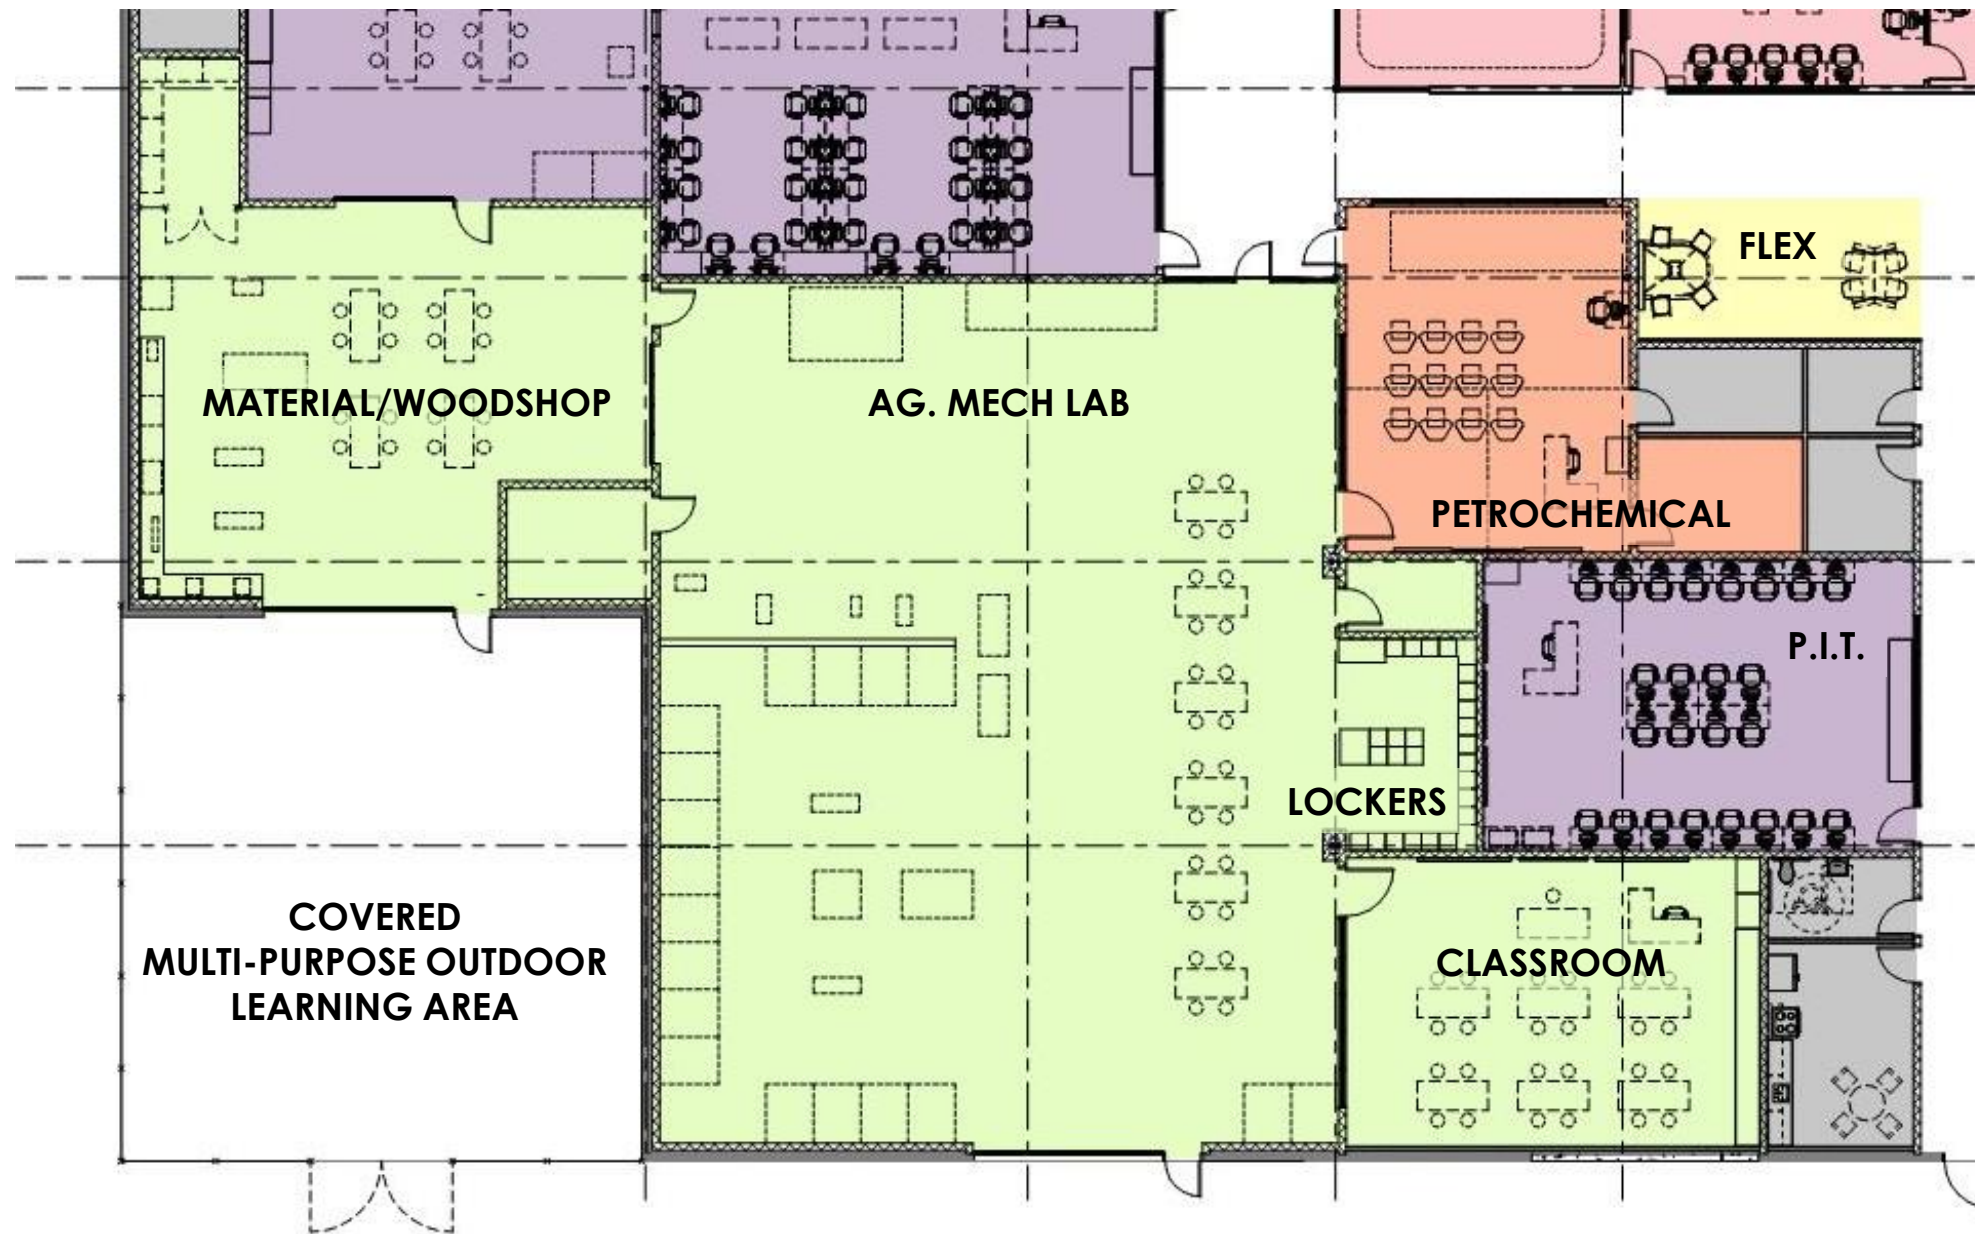 FLEX
MATERIAL/WOODSHOP
AG. MECH LAB
PETROCHEMICAL
P.I.T.
LOCKERS
COVERED
MULTI-PURPOSE OUTDOOR
LEARNING AREA
CLASSROOM